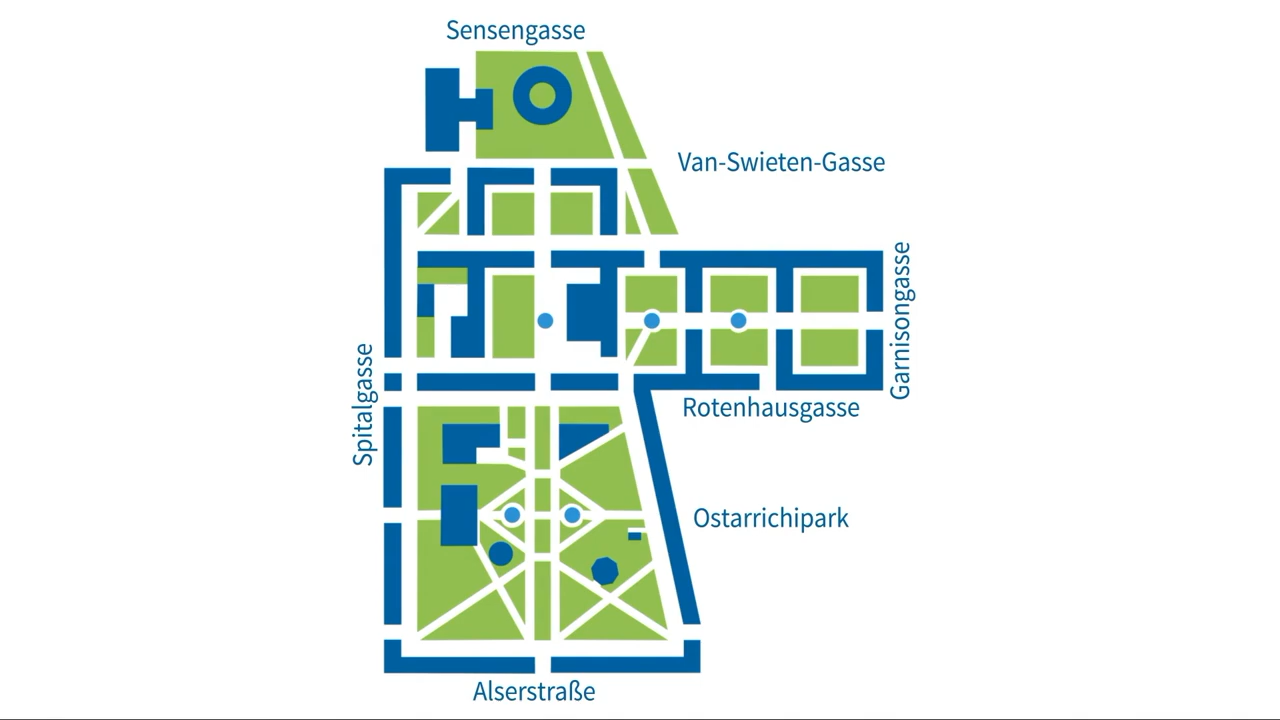 Sensengasse
Van-Swieten-Gasse
Garnisongasse
Spitalgasse
Rotenhausgasse
Ostarrichipark
Alserstraße